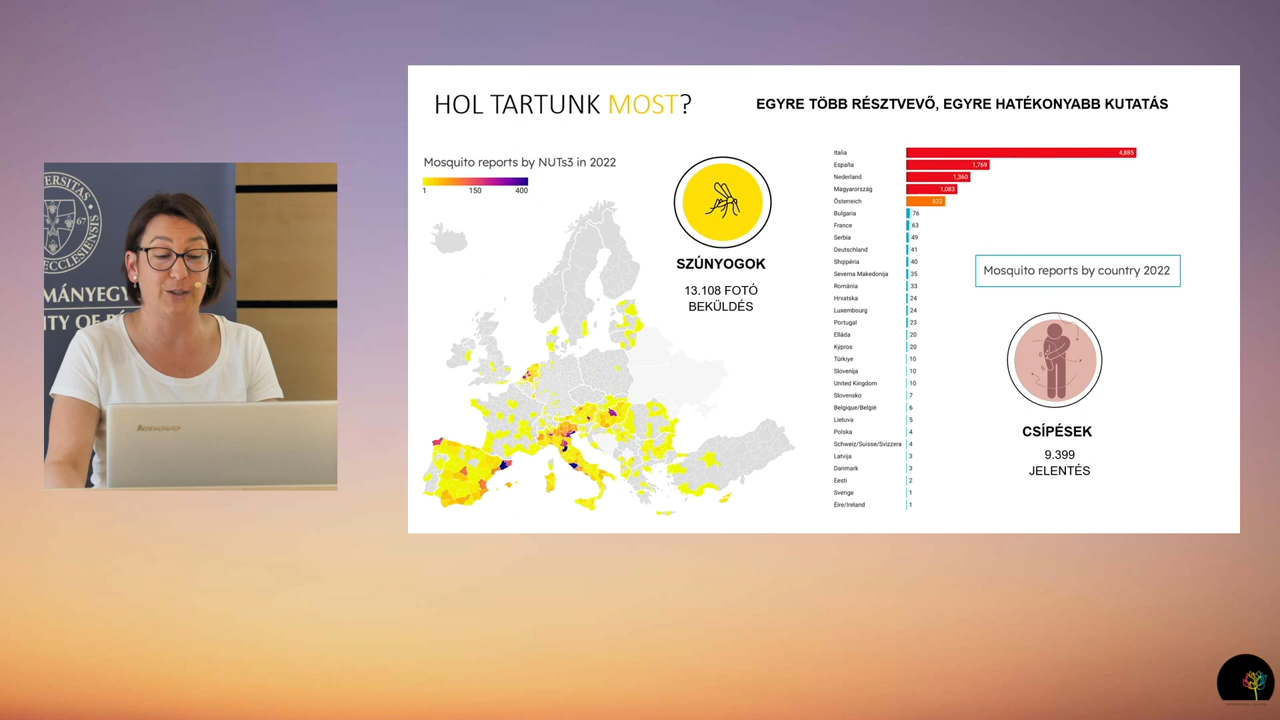 HOL TARTUNK MOST?
EGYRE TÖBB RÉSZTVEVŐ, EGYRE HATÉKONYABB KUTATÁS
Mosquito reports by NUTs3 in 2022
1 150 400
SZÚNYOGOK
13.108 FOTÓ
BEKÜLDÉS
Italia 4,885
España 1,769
Nederland 1,360
Magyarország 1,083
Österreich 822
Bulgaria 76
France 63
Serbia 49
Deutschland 41
Shqipëria 40
Severna Makedonija 35
România 33
Hrvatska 24
Luxembourg 24
Portugal 23
Elláda 20
Kýpros 20
Türkiye 10
Slovenija 10
United Kingdom 10
Slovensko 7
Belgique/België 6
Lietuva 5
Polska 4
Schweiz/Suisse/Svizzera 4
Latvija 3
Danmark 3
Eesti 2
Sverige 1
Éire/Ireland 1
Mosquito reports by country 2022
CSÍPÉSEK
9.399
JELENTÉS
67
MÁNYEGY
ITY OF P